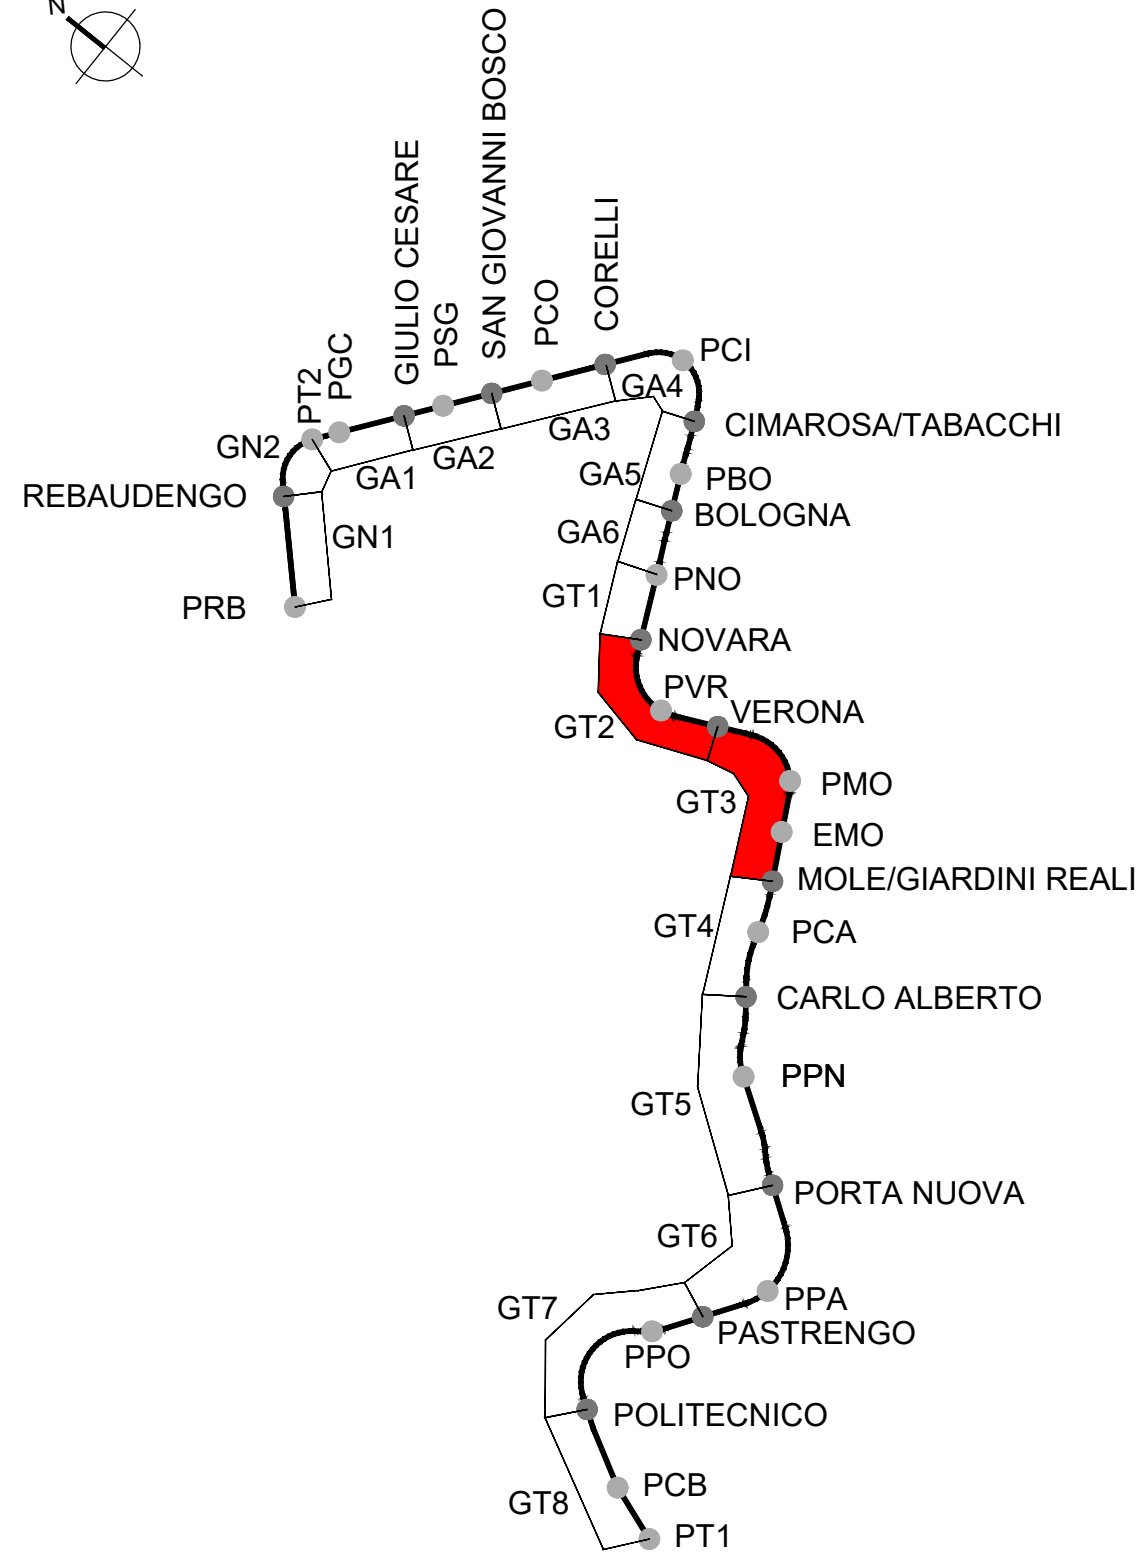 N
SAN GIOVANNI BOSCO
GIULIO CESARE
CORELLI
PCO
PSG
PGC
PT2
PCI
GA4
GN2
GA3
CIMAROSA/TABACCHI
GA2
GA1
GA5
PBO
REBAUDENGO
BOLOGNA
GN1
GA6
PNO
GT1
PRB
NOVARA
PVR
VERONA
GT2
PMO
GT3
EMO
MOLE/GIARDINI REALI
GT4
PCA
CARLO ALBERTO
PPN
GT5
PORTA NUOVA
GT6
PPA
GT7
PASTRENGO
PPO
POLITECNICO
PCB
GT8
PT1